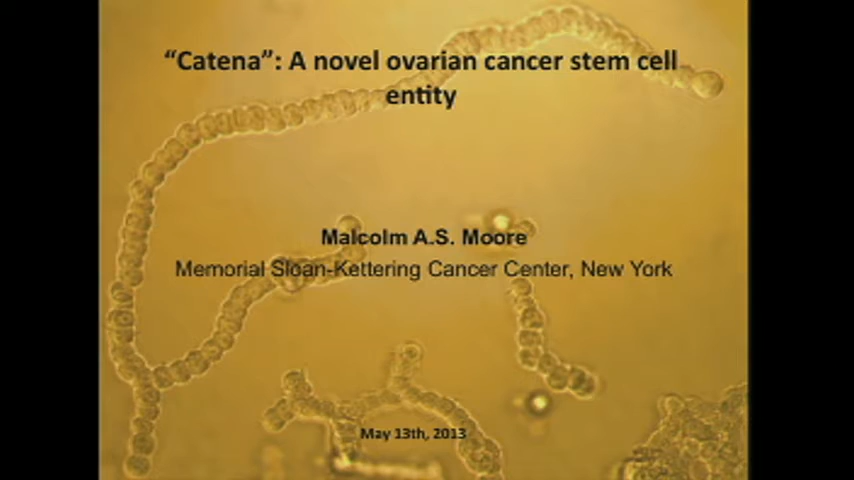 “Catena”: A novel ovarian cancer stem cell
entity
Malcolm A.S. Moore
Memorial Sloan-Kettering Cancer Center, New York
May 13th, 2013